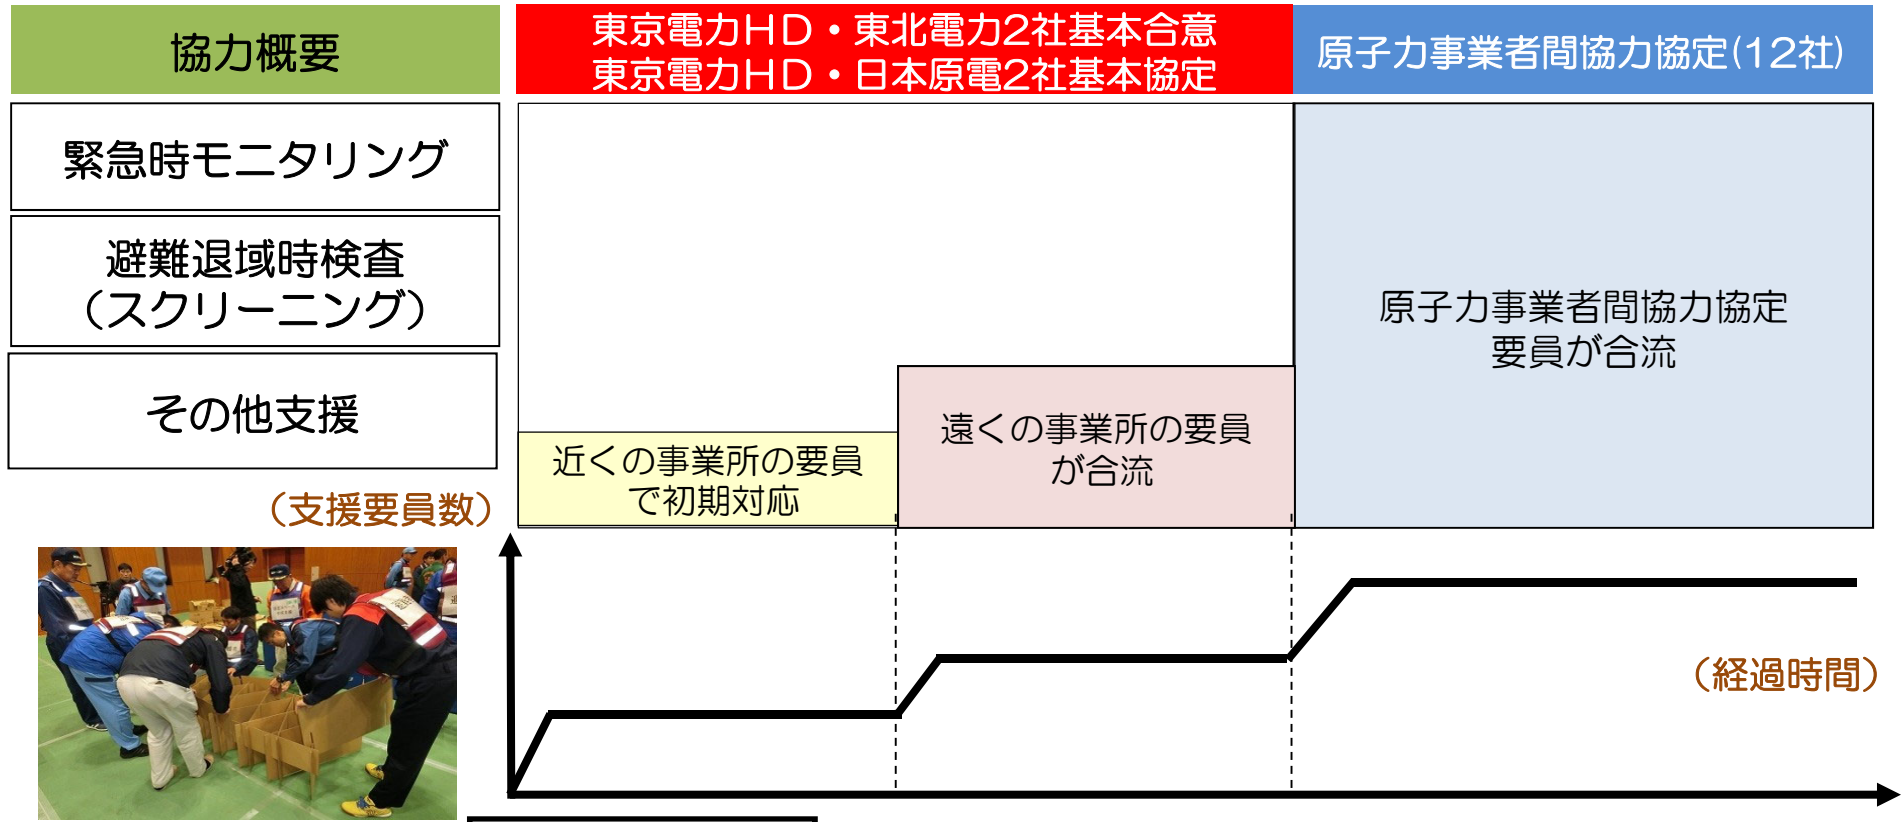 協力概要
東京電力HD・東北電力2社基本合意
東京電力HD・日本原電2社基本協定
原子力事業者間協力協定(12社)
緊急時モニタリング
避難退域時検査
(スクリーニング)
その他支援
(支援要員数)
近くの事業所の要員
で初期対応
遠くの事業所の要員
が合流
原子力事業者間協力協定
要員が合流
(経過時間)